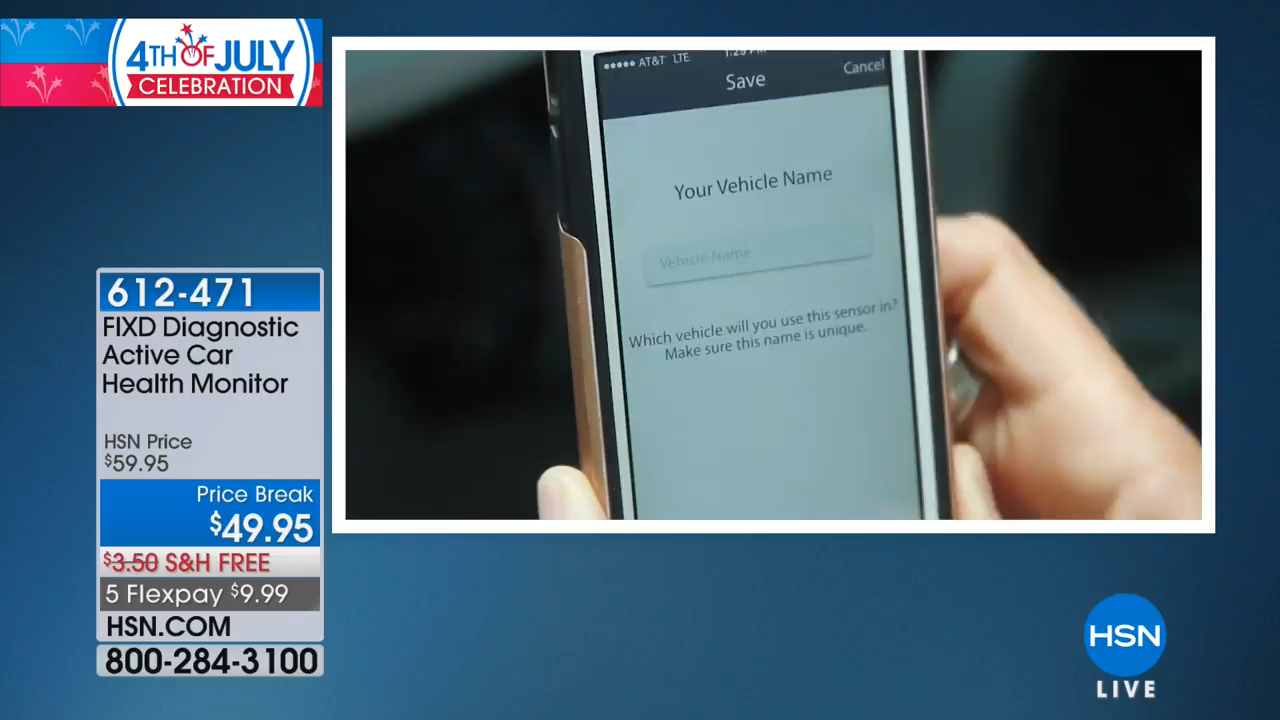 4TH OF JULY
CELEBRATION
612-471
FIXD Diagnostic
Active Car
Health Monitor
HSN Price
$59.95
Price Break
$49.95
$3.50 S&H FREE
5 Flexpay $9.99
HSN.COM
800-284-3100
AT&T LTE
Save
Cancel
Your Vehicle Name
Vehicle Name
Which vehicle will you use this sensor in?
Make sure this name is unique.
HSN
LIVE